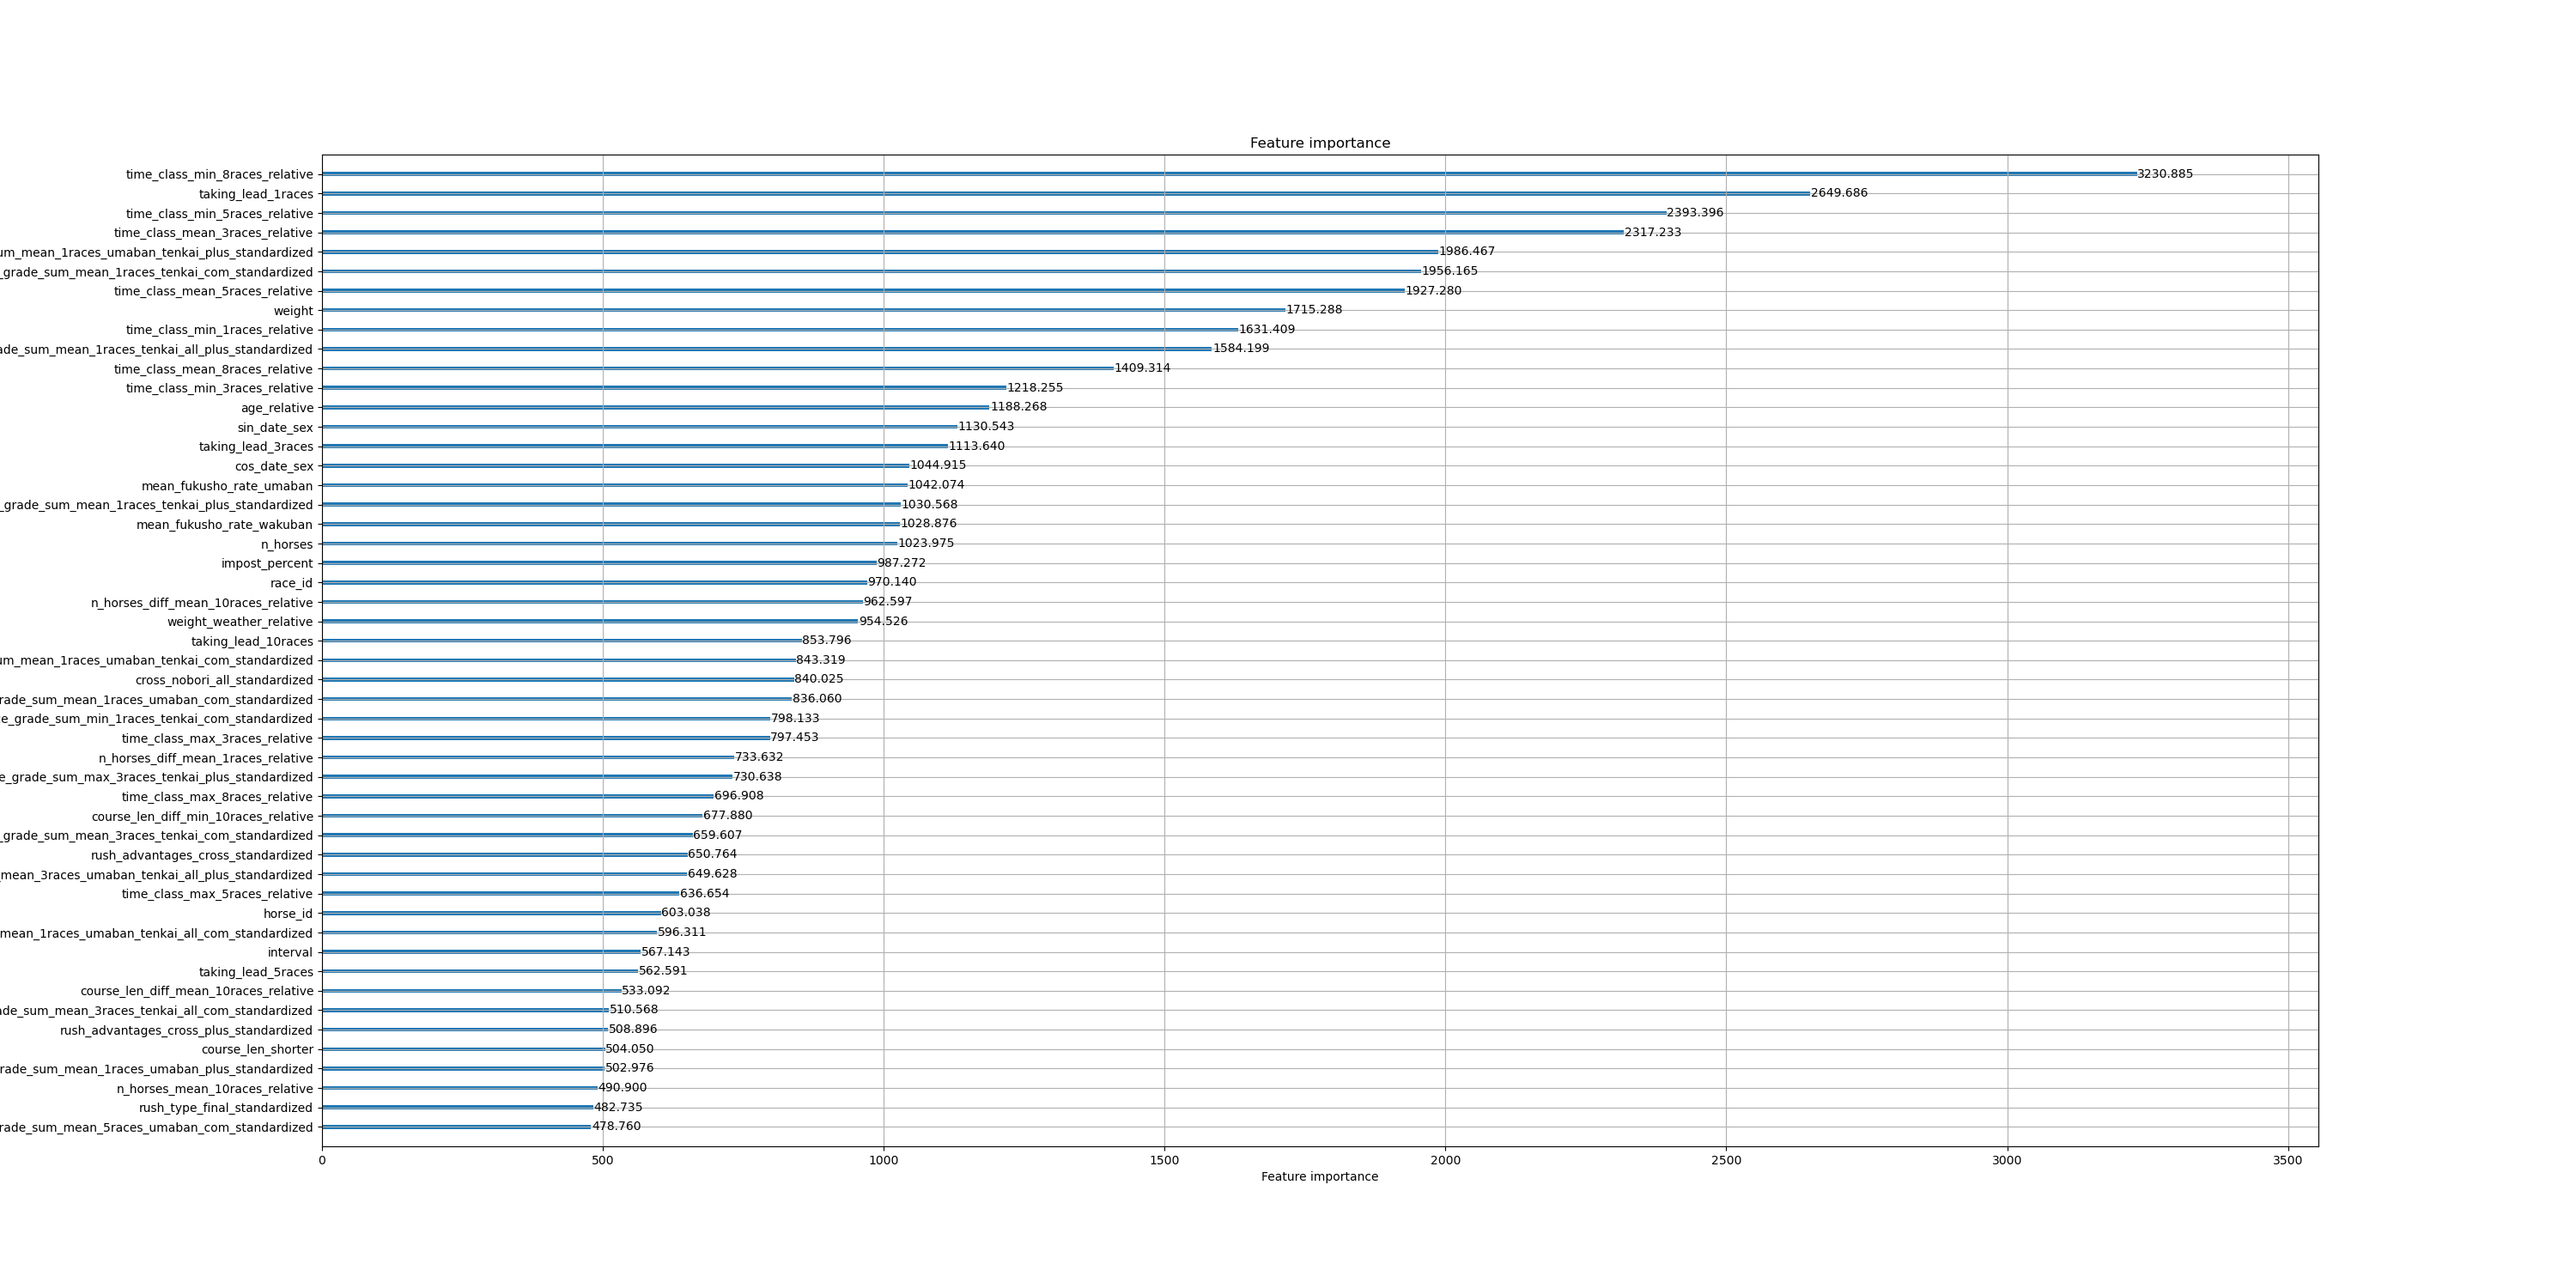 Feature importance
time_class_min_8races_relative 3230.885
taking_lead_1races 2649.686
time_class_min_5races_relative 2393.396
time_class_mean_3races_relative 2317.233
um_mean_1races_umaban_tenkai_plus_standardized 1986.467
_grade_sum_mean_1races_tenkai_com_standardized 1956.165
time_class_mean_5races_relative 1927.280
weight 1715.288
time_class_min_1races_relative 1631.409
ade_sum_mean_1races_tenkai_all_plus_standardized 1584.199
time_class_mean_8races_relative 1409.314
time_class_min_3races_relative 1218.255
age_relative 1188.268
sin_date_sex 1130.543
taking_lead_3races 1113.640
cos_date_sex 1044.915
mean_fukusho_rate_umaban 1042.074
_grade_sum_mean_1races_tenkai_plus_standardized 1030.568
mean_fukusho_rate_wakuban 1028.876
n_horses 1023.975
impost_percent 987.272
race_id 970.140
n_horses_diff_mean_10races_relative 962.597
weight_weather_relative 954.526
taking_lead_10races 853.796
um_mean_1races_umaban_tenkai_com_standardized 843.319
cross_nobori_all_standardized 840.025
rade_sum_mean_1races_umaban_com_standardized 836.060
ce_grade_sum_min_1races_tenkai_com_standardized 798.133
time_class_max_3races_relative 797.453
n_horses_diff_mean_1races_relative 733.632
e_grade_sum_max_3races_tenkai_plus_standardized 730.638
time_class_max_8races_relative 696.908
course_len_diff_min_10races_relative 677.880
_grade_sum_mean_3races_tenkai_com_standardized 659.607
rush_advantages_cross_standardized 650.764
_mean_3races_umaban_tenkai_all_plus_standardized 649.628
time_class_max_5races_relative 636.654
horse_id 603.038
mean_1races_umaban_tenkai_all_com_standardized 596.311
interval 567.143
taking_lead_5races 562.591
course_len_diff_mean_10races_relative 533.092
ade_sum_mean_3races_tenkai_all_com_standardized 510.568
rush_advantages_cross_plus_standardized 508.896
course_len_shorter 504.050
rade_sum_mean_1races_umaban_plus_standardized 502.976
n_horses_mean_10races_relative 490.900
rush_type_final_standardized 482.735
rade_sum_mean_5races_umaban_com_standardized 478.760
0 500 1000 1500 2000 2500 3000 3500
Feature importance